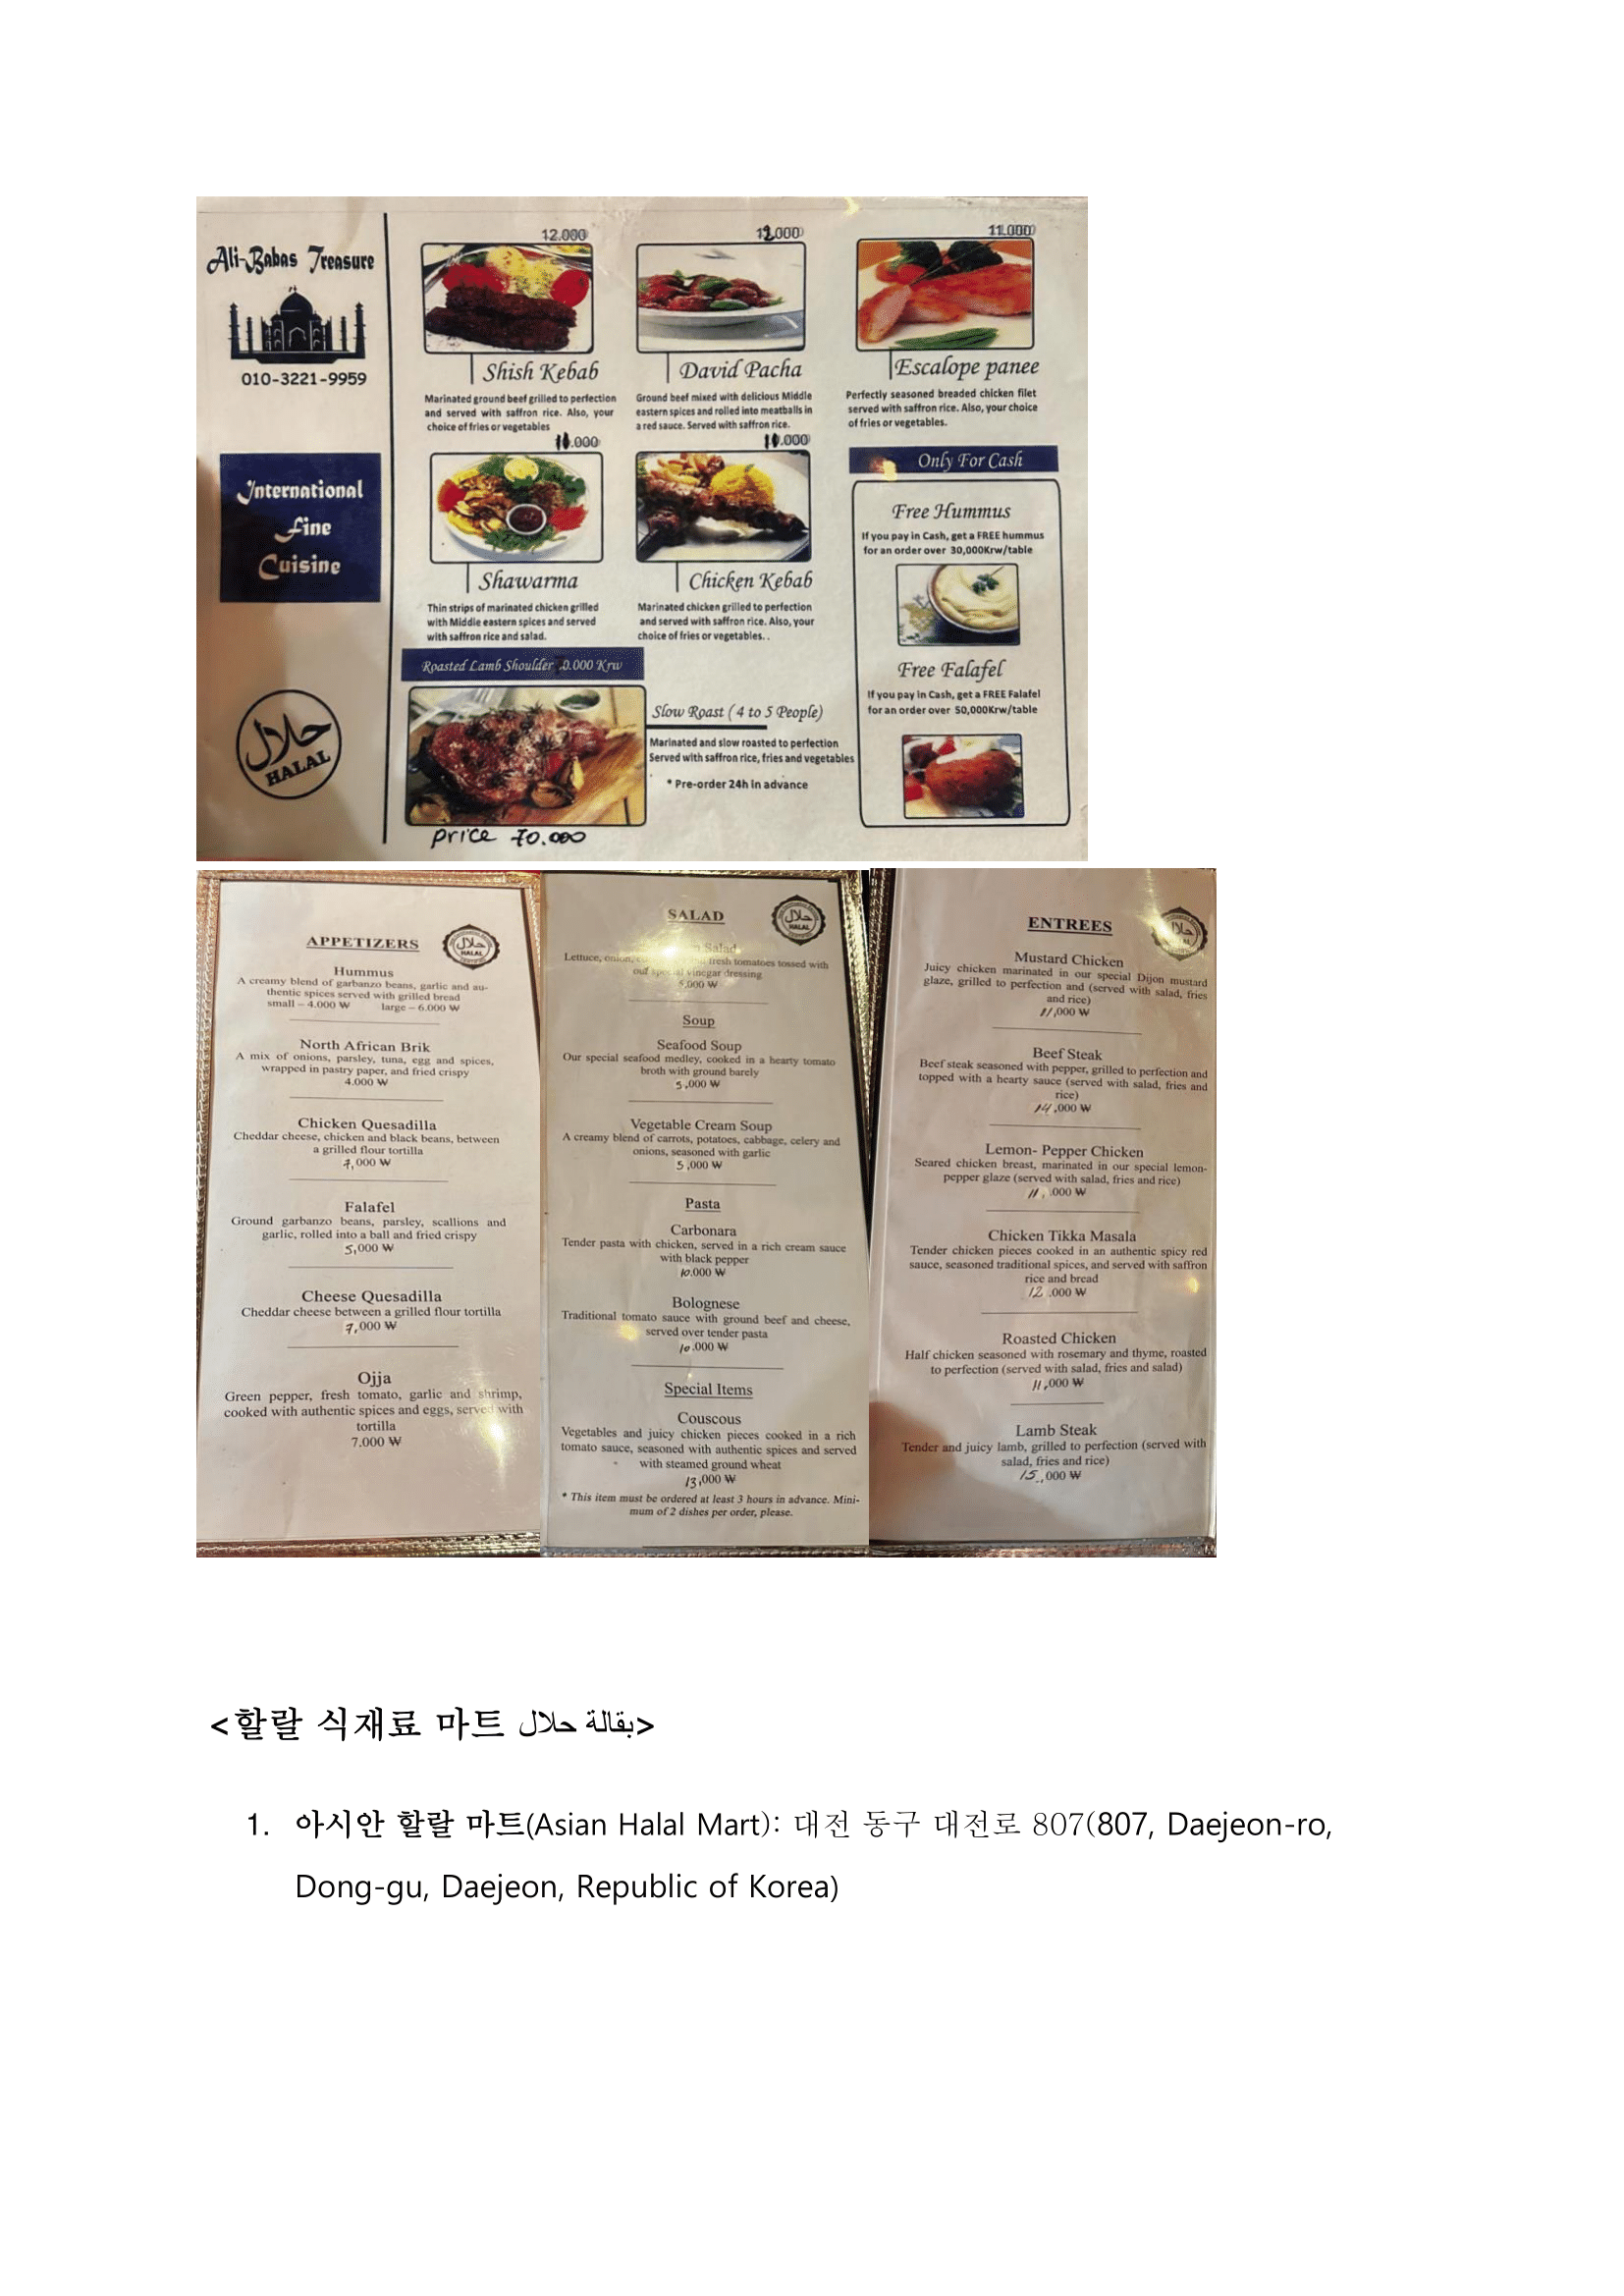 Ali-Babas Treasure
010-3221-9959
International
Fine
Cuisine
حلال
HALAL
12.000
Shish Kebab
Marinated ground beef grilled to perfection
and served with saffron rice. Also, your
choice of fries or vegetables
12.000
David Pacha
Ground beef mixed with delicious Middle
eastern spices and rolled into meatballs in
a red sauce. Served with saffron rice.
11.000
Escalope panee
Perfectly seasoned breaded chicken filet
served with saffron rice. Also, your choice
of fries or vegetables.
.000
Shawarma
Thin strips of marinated chicken grilled
with Middle eastern spices and served
with saffron rice and salad.
.000
Chicken Kebab
Marinated chicken grilled to perfection
and served with saffron rice. Also, your
choice of fries or vegetables. .
Only For Cash
Free Hummus
If you pay in Cash, get a FREE hummus
for an order over 30,000Krw/table
Free Falafel
If you pay in Cash, get a FREE Falafel
for an order over 50,000Krw/table
Roasted Lamb Shoulder 0.000 Krw
Slow Roast ( 4 to 5 People)
Marinated and slow roasted to perfection
Served with saffron rice, fries and vegetables
* Pre-order 24h in advance
price 70.000
APPETIZERS
حلال
HALAL
Hummus
A creamy blend of garbanzo beans, garlic and au-
thentic spices served with grilled bread
small – 4.000 ₩ large – 6.000 ₩
North African Brik
A mix of onions, parsley, tuna, egg and spices,
wrapped in pastry paper, and fried crispy
4.000 ₩
Chicken Quesadilla
Cheddar cheese, chicken and black beans, between
a grilled flour tortilla
7,000 ₩
Falafel
Ground garbanzo beans, parsley, scallions and
garlic, rolled into a ball and fried crispy
5,000 ₩
Cheese Quesadilla
Cheddar cheese between a grilled flour tortilla
7,000 ₩
Ojja
Green pepper, fresh tomato, garlic and shrimp,
cooked with authentic spices and eggs, served with
tortilla
7.000 ₩
SALAD
حلال
HALAL
Salad
Lettuce, onion, fresh tomatoes tossed with
our special vinegar dressing
5.000 ₩
Soup
Seafood Soup
Our special seafood medley, cooked in a hearty tomato
broth with ground barely
5,000 ₩
Vegetable Cream Soup
A creamy blend of carrots, potatoes, cabbage, celery and
onions, seasoned with garlic
5,000 ₩
Pasta
Carbonara
Tender pasta with chicken, served in a rich cream sauce
with black pepper
10.000 ₩
Bolognese
Traditional tomato sauce with ground beef and cheese,
served over tender pasta
10.000 ₩
Special Items
Couscous
Vegetables and juicy chicken pieces cooked in a rich
tomato sauce, seasoned with authentic spices and served
with steamed ground wheat
13,000 ₩
* This item must be ordered at least 3 hours in advance. Mini-
mum of 2 dishes per order, please.
ENTREES
حلال
HALAL
Mustard Chicken
Juicy chicken marinated in our special Dijon mustard
glaze, grilled to perfection and (served with salad, fries
and rice)
11,000 ₩
Beef Steak
Beef steak seasoned with pepper, grilled to perfection and
topped with a hearty sauce (served with salad, fries and
rice)
14,000 ₩
Lemon- Pepper Chicken
Seared chicken breast, marinated in our special lemon-
pepper glaze (served with salad, fries and rice)
11.000 ₩
Chicken Tikka Masala
Tender chicken pieces cooked in an authentic spicy red
sauce, seasoned traditional spices, and served with saffron
rice and bread
12.000 ₩
Roasted Chicken
Half chicken seasoned with rosemary and thyme, roasted
to perfection (served with salad, fries and salad)
11,000 ₩
Lamb Steak
Tender and juicy lamb, grilled to perfection (served with
salad, fries and rice)
15,000 ₩
<할랄 식재료 마트 بقالة حلال>
1. 아시안 할랄 마트(Asian Halal Mart): 대전 동구 대전로 807(807, Daejeon-ro,
Dong-gu, Daejeon, Republic of Korea)